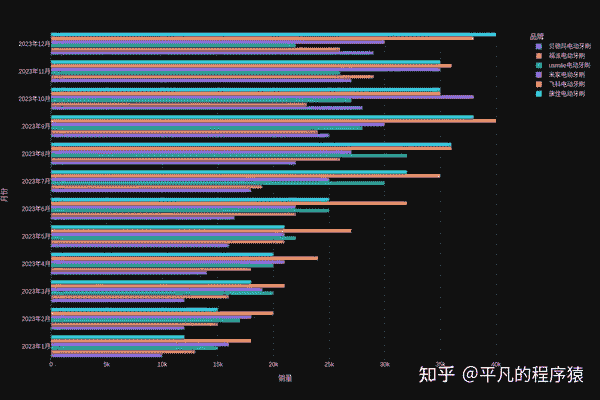 品牌
贝德玛电动牙刷
福派电动牙刷
usmile电动牙刷
米家电动牙刷
飞科电动牙刷
康佳电动牙刷
2023年12月
2023年11月
2023年10月
2023年9月
2023年8月
2023年7月
2023年6月
2023年5月
2023年4月
2023年3月
2023年2月
2023年1月
月份
0 5k 10k 15k 20k 25k 30k 35k 40k
销量
知乎 @平凡的程序猿